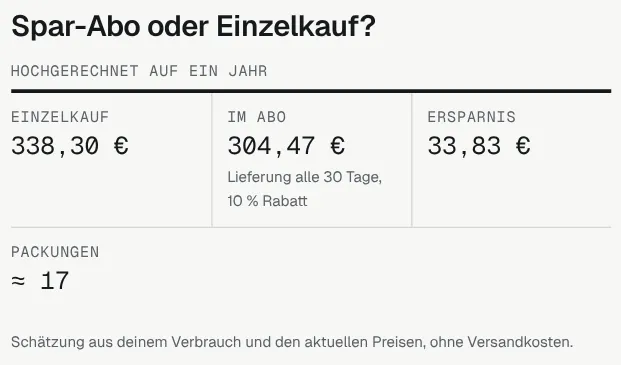 Spar-Abo oder Einzelkauf?
HOCHGERECHNET AUF EIN JAHR
EINZELKAUF
338,30 €
IM ABO
304,47 €
Lieferung alle 30 Tage,
10 % Rabatt
ERSPARNIS
33,83 €
PACKUNGEN
≈ 17
Schätzung aus deinem Verbrauch und den aktuellen Preisen, ohne Versandkosten.